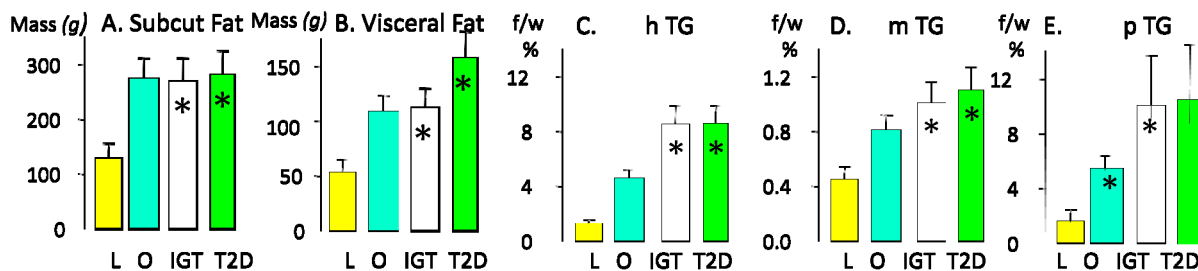 Mass (g) A. Subcut Fat
300
200
100
0
* *
L O IGT T2D
B. Visceral Fat
150
100
50
0
* *
L O IGT T2D
f/w C. h TG
%
12
8
4
0
* *
L O IGT T2D
f/w D. m TG
%
1.2
0.8
0.4
0.0
* *
L O IGT T2D
f/w E. p TG
%
12
8
4
0
* *
L O IGT T2D